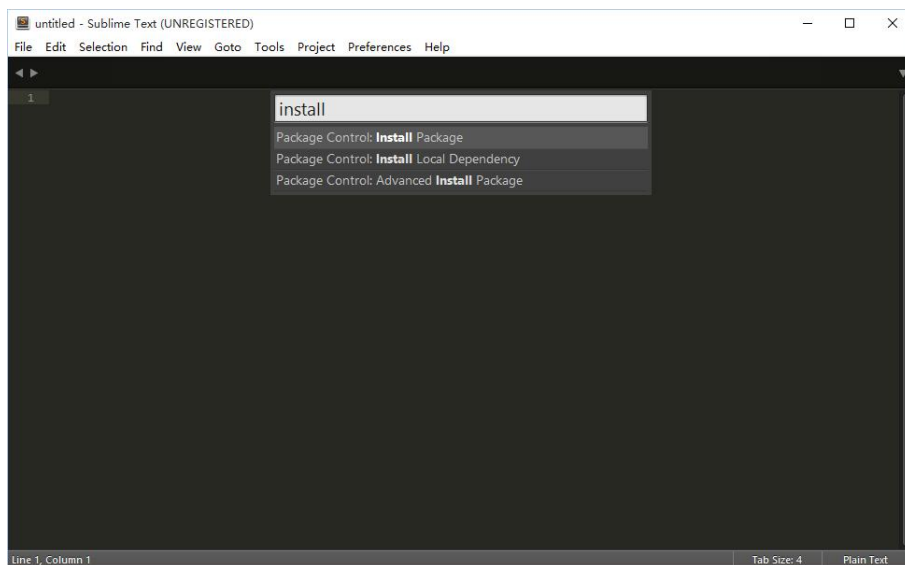 untitled - Sublime Text (UNREGISTERED)
File Edit Selection Find View Goto Tools Project Preferences Help
1
install
Package Control: Install Package
Package Control: Install Local Dependency
Package Control: Advanced Install Package
Line 1, Column 1 Tab Size: 4 Plain Text